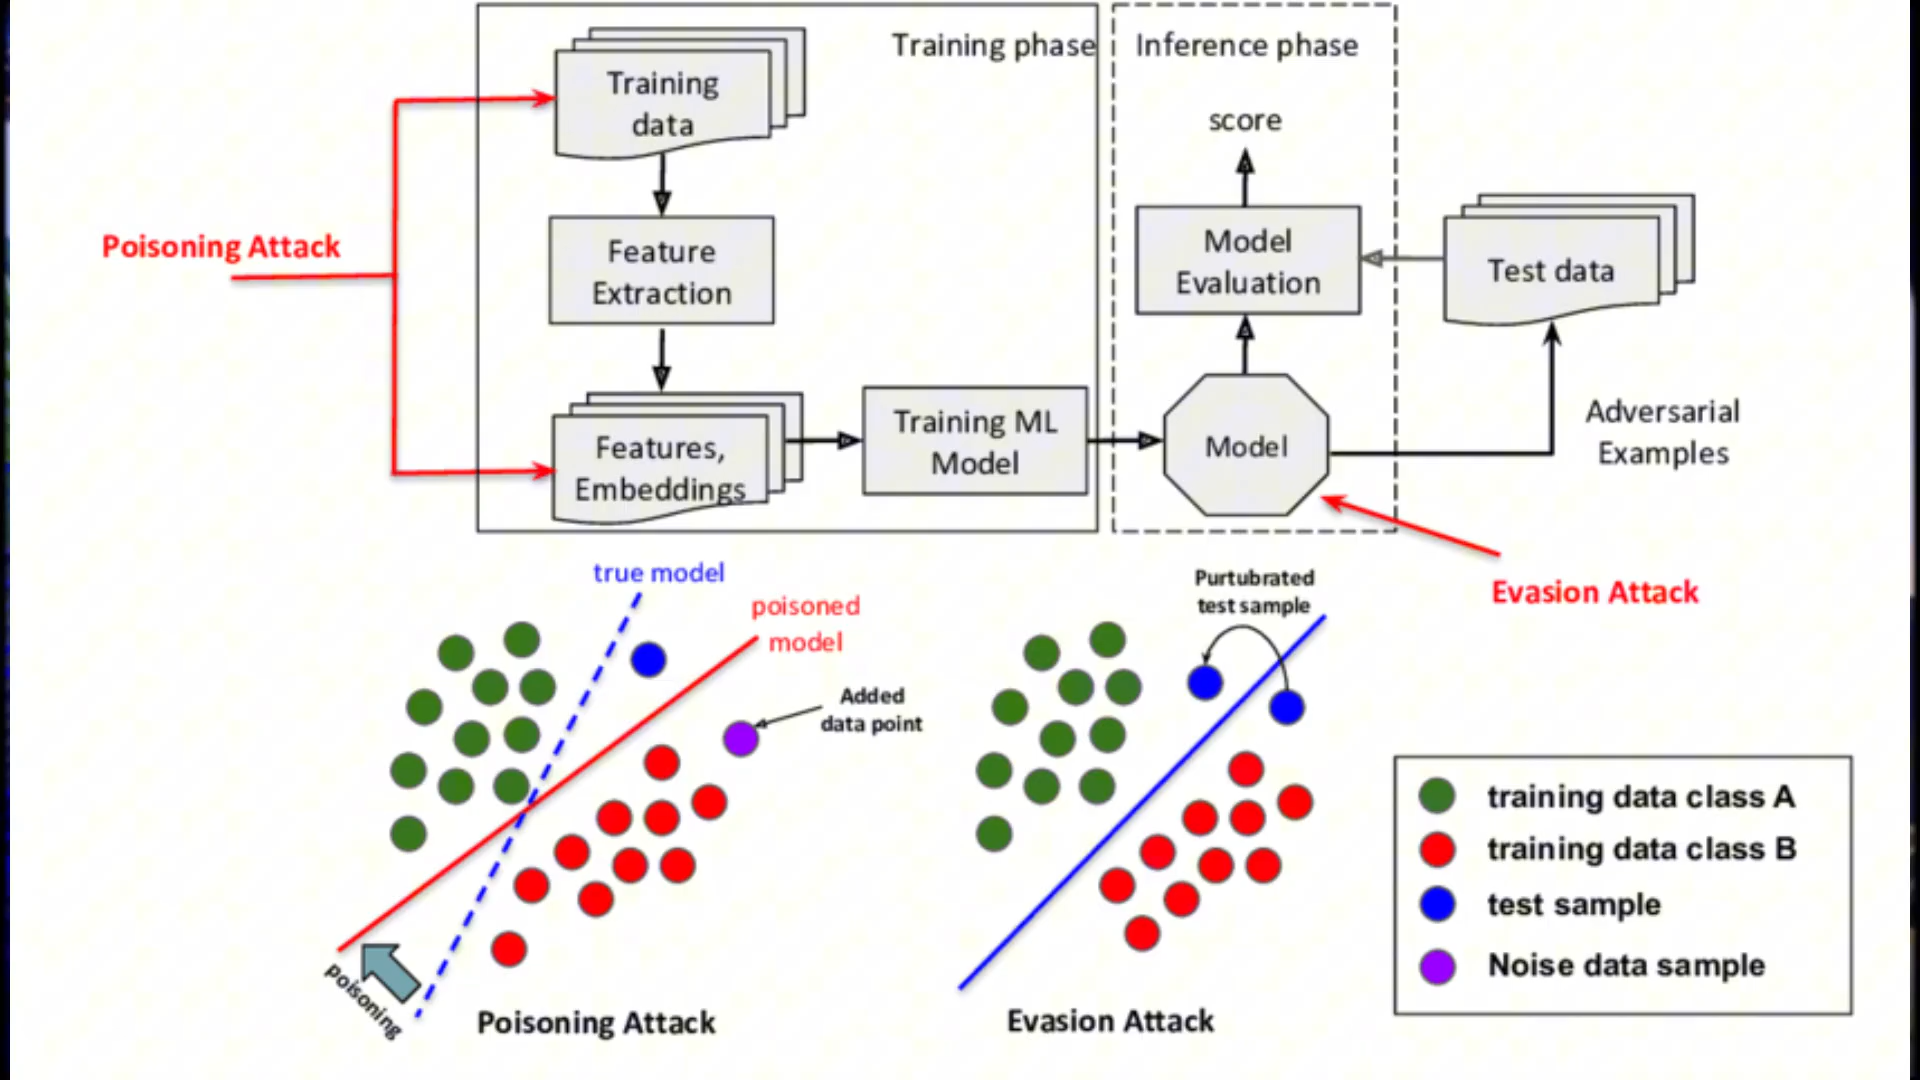 Training phase
Inference phase
Training
data
score
Poisoning Attack
Feature
Extraction
Model
Evaluation
Test data
Features,
Embeddings
Training ML
Model
Model
Adversarial
Examples
Evasion Attack
true model
poisoned
model
Added
data point
poisoning
Poisoning Attack
Purtubrated
test sample
Evasion Attack
training data class A
training data class B
test sample
Noise data sample